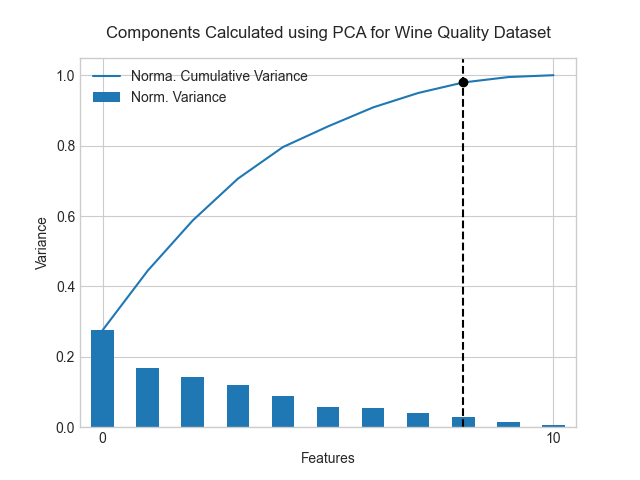 Components Calculated using PCA for Wine Quality Dataset
Norma. Cumulative Variance
Norm. Variance
1.0
0.8
0.6
0.4
0.2
0.0
Variance
0 10
Features